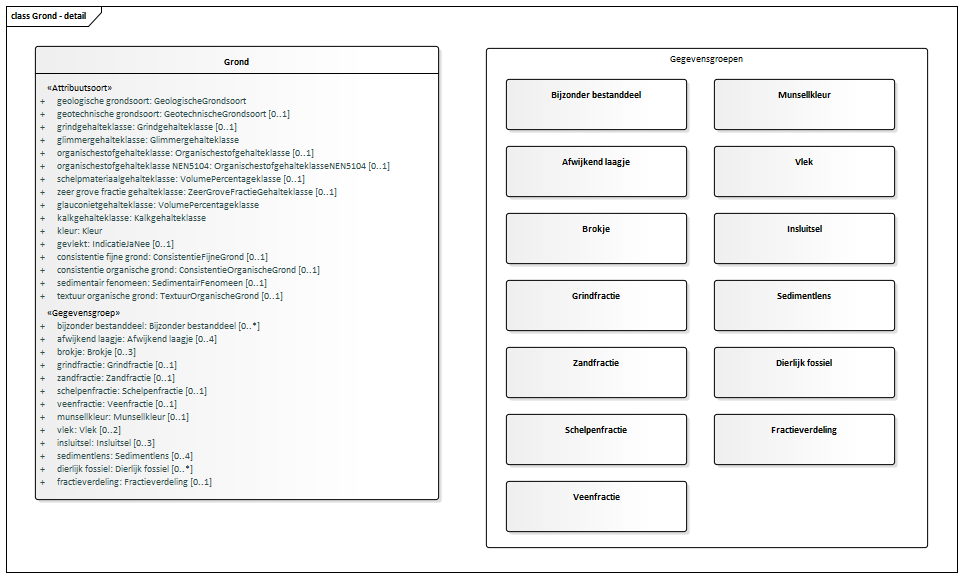 class Grond - detail
Grond
«Attribuutsoort»
+ geologische grondsoort: GeologischeGrondsoort
+ geotechnische grondsoort: GeotechnischeGrondsoort [0..1]
+ grindgehalteklasse: Grindgehalteklasse [0..1]
+ glimmergehalteklasse: Glimmergehalteklasse
+ organischestofgehalteklasse: Organischestofgehalteklasse [0..1]
+ organischestofgehalteklasse NEN5104: OrganischestofgehalteklasseNEN5104 [0..1]
+ schelpmateriaalgehalteklasse: VolumePercentageklasse [0..1]
+ zeer grove fractie gehalteklasse: ZeerGroveFractieGehalteklasse [0..1]
+ glauconietgehalteklasse: VolumePercentageklasse
+ kalkgehalteklasse: Kalkgehalteklasse
+ kleur: Kleur
+ gevlekt: IndicatieJaNee [0..1]
+ consistentie fijne grond: ConsistentieFijneGrond [0..1]
+ consistentie organische grond: ConsistentieOrganischeGrond [0..1]
+ sedimentair fenomeen: SedimentairFenomeen [0..1]
+ textuur organische grond: TextuurOrganischeGrond [0..1]
«Gegevensgroep»
+ bijzonder bestanddeel: Bijzonder bestanddeel [0..*]
+ afwijkend laagje: Afwijkend laagje [0..4]
+ brokje: Brokje [0..3]
+ grindfractie: Grindfractie [0..1]
+ zandfractie: Zandfractie [0..1]
+ schelpenfractie: Schelpenfractie [0..1]
+ veenfractie: Veenfractie [0..1]
+ munsellkleur: Munsellkleur [0..1]
+ vlek: Vlek [0..2]
+ insluitsel: Insluitsel [0..3]
+ sedimentlens: Sedimentlens [0..4]
+ dierlijk fossiel: Dierlijk fossiel [0..*]
+ fractieverdeling: Fractieverdeling [0..1]
Gegevensgroepen
Bijzonder bestanddeel
Munsellkleur
Afwijkend laagje
Vlek
Brokje
Insluitsel
Grindfractie
Sedimentlens
Zandfractie
Dierlijk fossiel
Schelpenfractie
Fractieverdeling
Veenfractie